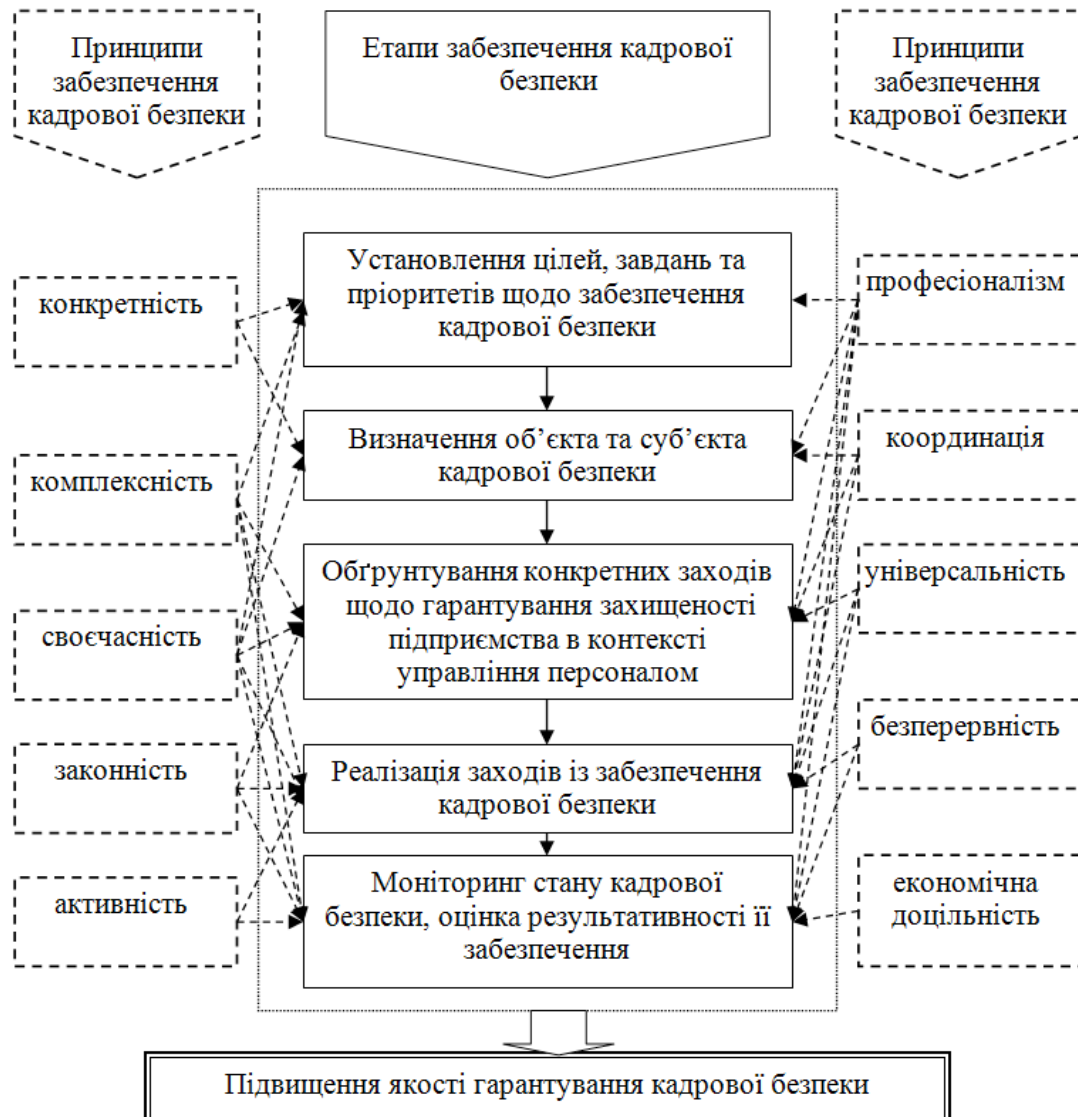 Принципи
забезпечення
кадрової безпеки
Етапи забезпечення кадрової
безпеки
Принципи
забезпечення
кадрової безпеки
конкретність
комплексність
своєчасність
законність
активність
Установлення цілей, завдань та
пріоритетів щодо забезпечення
кадрової безпеки
Визначення об’єкта та суб’єкта
кадрової безпеки
Обґрунтування конкретних заходів
щодо гарантування захищеності
підприємства в контексті
управління персоналом
Реалізація заходів із забезпечення
кадрової безпеки
Моніторинг стану кадрової
безпеки, оцінка результативності її
забезпечення
професіоналізм
координація
універсальність
безперервність
економічна
доцільність
Підвищення якості гарантування кадрової безпеки